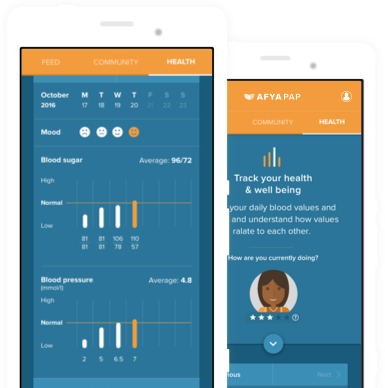 FEED COMMUNITY HEALTH
October M T W T F S S
2016 17 18 19 20 21 22 23
Mood
Blood sugar Average: 96/72
High
Normal
Low
81 81 106 110
81 81 78 57
Blood pressure Average: 4.8
(mmol/l)
High
Normal
Low
2 5 6.5 7
AFYA PAP
COMMUNITY HEALTH
Track your health
& well being
your daily blood values and
and understand how values
ralate to each other.
How are you currently doing?
ious Next